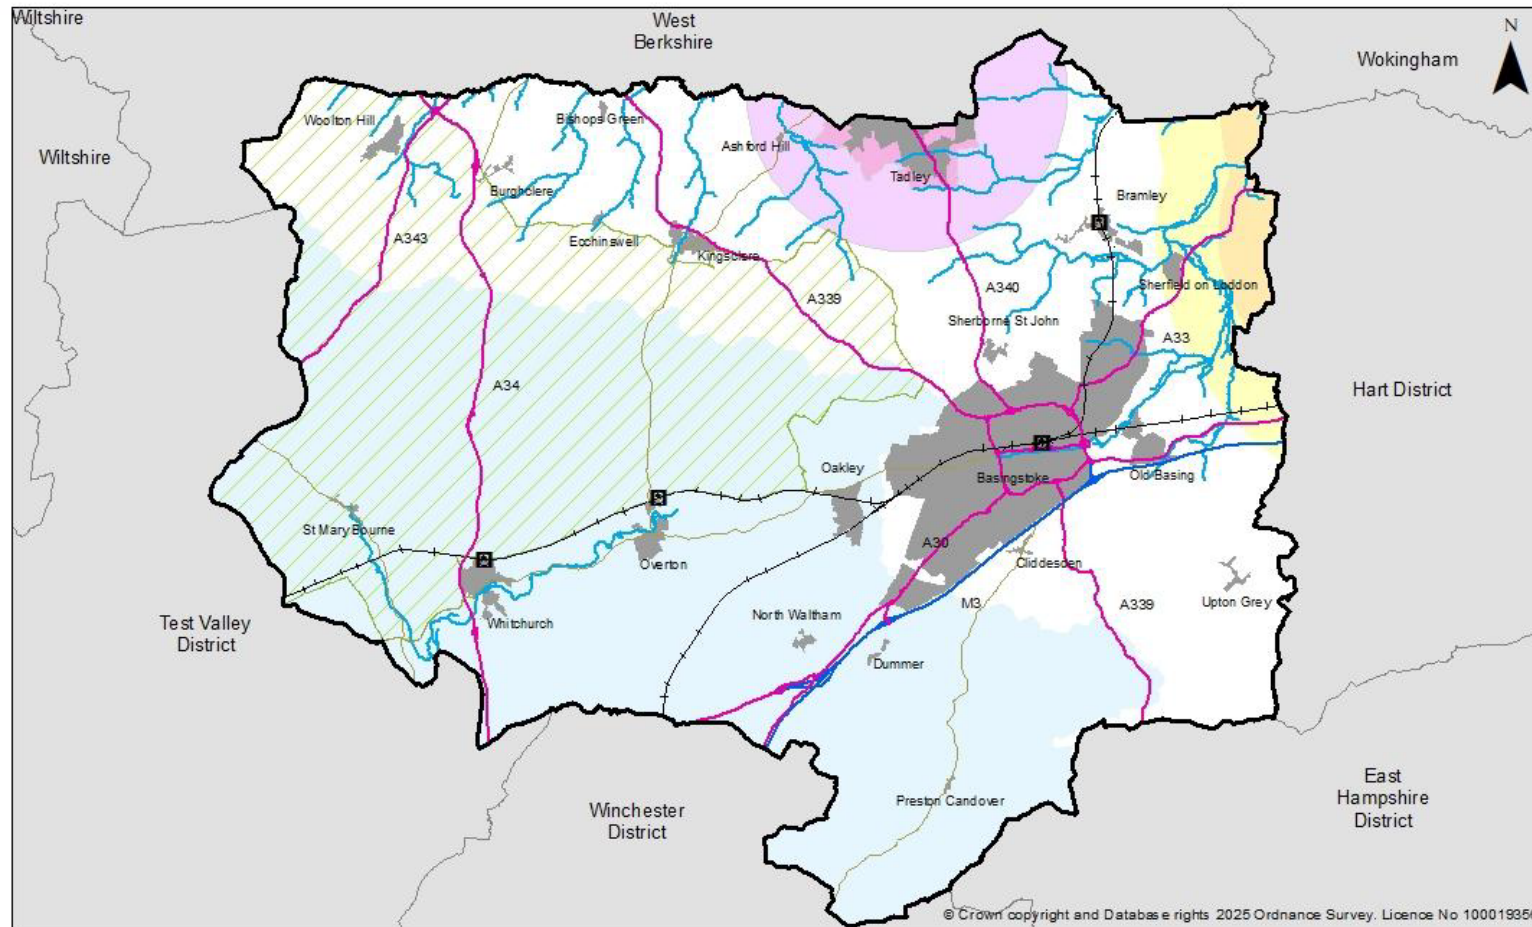 Wiltshire
West
Berkshire
N
Wokingham
Woolton Hill
Bishops Green
Ashford Hill
Wiltshire
Tadley
Burghclere
Bramley
A343
Ecchinswell
Kingsclere
A339
A340
Sherfield on Loddon
Sherborne St John
A33
A34
Hart District
Oakley
Basingstoke
Old Basing
St Mary Bourne
A30
Overton
Cliddesden
Test Valley
District
Whitchurch
North Waltham
M3
A339
Upton Grey
Dummer
Winchester
District
Preston Candover
East
Hampshire
District
© Crown copyright and Database rights 2025 Ordnance Survey. Licence No 10001935